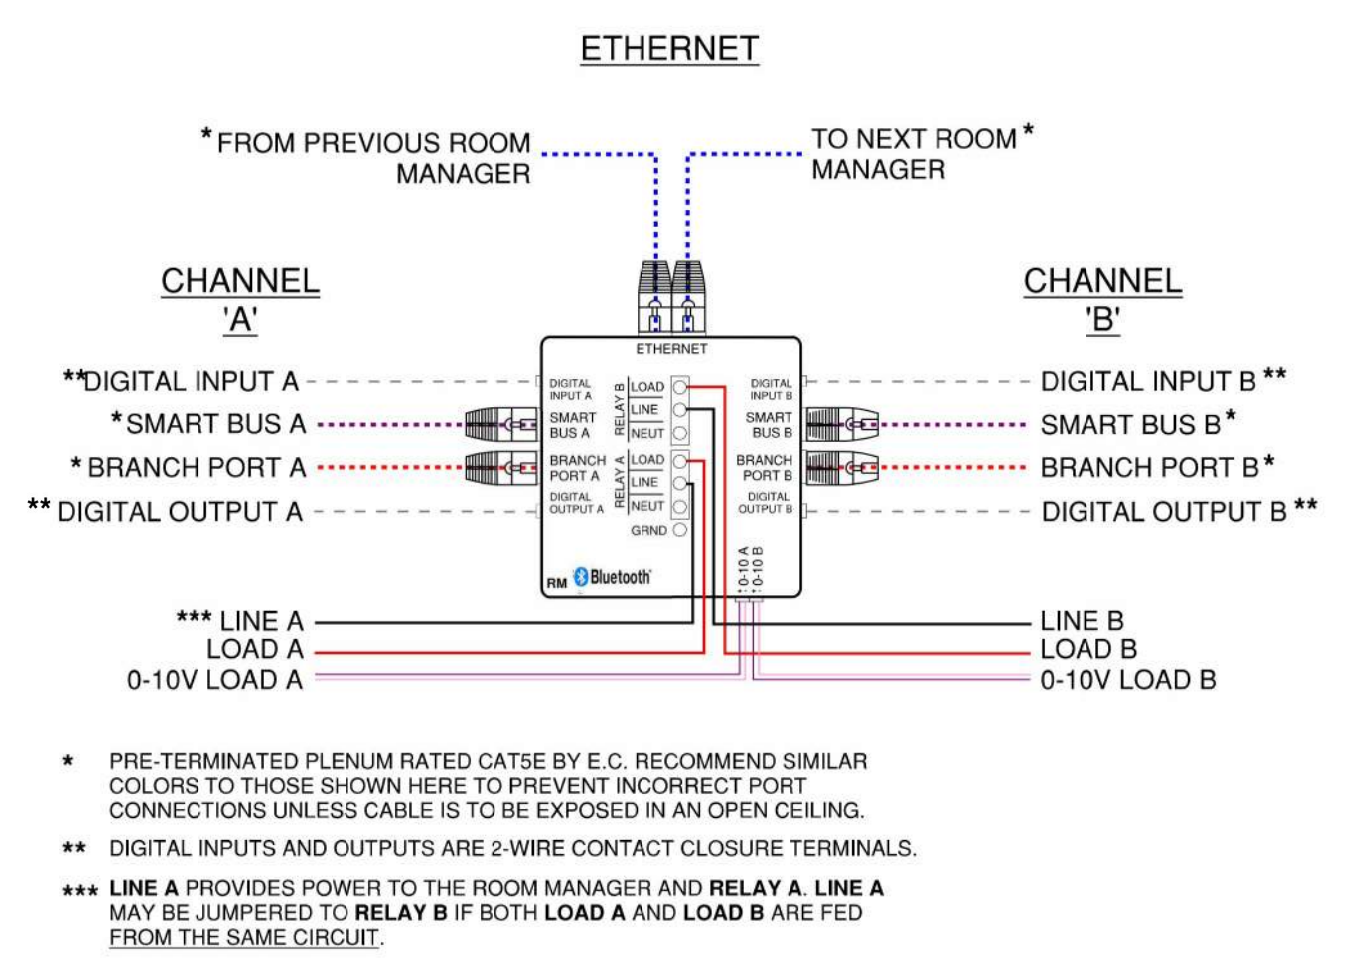 ETHERNET
* FROM PREVIOUS ROOM
MANAGER
TO NEXT ROOM *
MANAGER
CHANNEL
'A'
CHANNEL
'B'
**DIGITAL INPUT A
* SMART BUS A
* BRANCH PORT A
** DIGITAL OUTPUT A
ETHERNET
DIGITAL
INPUT A
SMART
BUS A
BRANCH
PORT A
DIGITAL
OUTPUT A
RELAY B
LOAD
LINE
NEUT
RELAY A
LOAD
LINE
NEUT
GRND
DIGITAL
INPUT B
SMART
BUS B
BRANCH
PORT B
DIGITAL
OUTPUT B
0-10 A
0-10 B
RM
Bluetooth
DIGITAL INPUT B **
SMART BUS B *
BRANCH PORT B *
DIGITAL OUTPUT B **
*** LINE A
LOAD A
0-10V LOAD A
LINE B
LOAD B
0-10V LOAD B
* PRE-TERMINATED PLENUM RATED CAT5E BY E.C. RECOMMEND SIMILAR
COLORS TO THOSE SHOWN HERE TO PREVENT INCORRECT PORT
CONNECTIONS UNLESS CABLE IS TO BE EXPOSED IN AN OPEN CEILING.
** DIGITAL INPUTS AND OUTPUTS ARE 2-WIRE CONTACT CLOSURE TERMINALS.
*** LINE A PROVIDES POWER TO THE ROOM MANAGER AND RELAY A. LINE A
MAY BE JUMPERED TO RELAY B IF BOTH LOAD A AND LOAD B ARE FED
FROM THE SAME CIRCUIT.